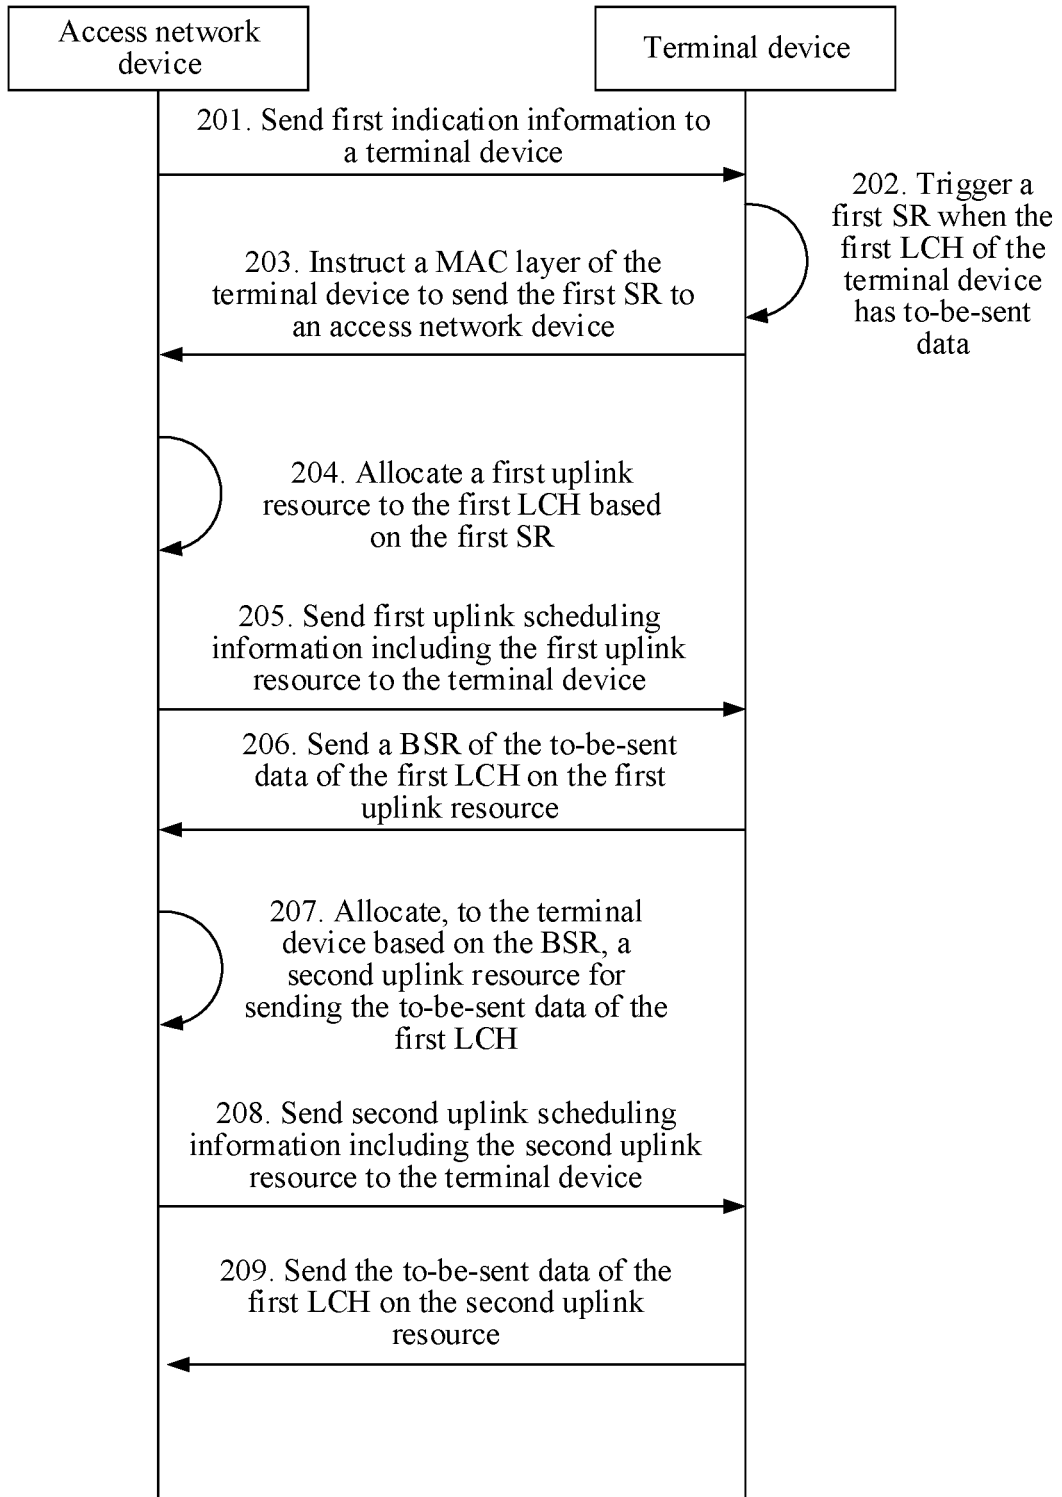 Access network
device
Terminal device
201. Send first indication information to
a terminal device
202. Trigger a
first SR when the
first LCH of the
terminal device
has to-be-sent
data
203. Instruct a MAC layer of the
terminal device to send the first SR to
an access network device
204. Allocate a first uplink
resource to the first LCH based
on the first SR
205. Send first uplink scheduling
information including the first uplink
resource to the terminal device
206. Send a BSR of the to-be-sent
data of the first LCH on the first
uplink resource
207. Allocate, to the terminal
device based on the BSR, a
second uplink resource for
sending the to-be-sent data of the
first LCH
208. Send second uplink scheduling
information including the second uplink
resource to the terminal device
209. Send the to-be-sent data of the
first LCH on the second uplink
resource